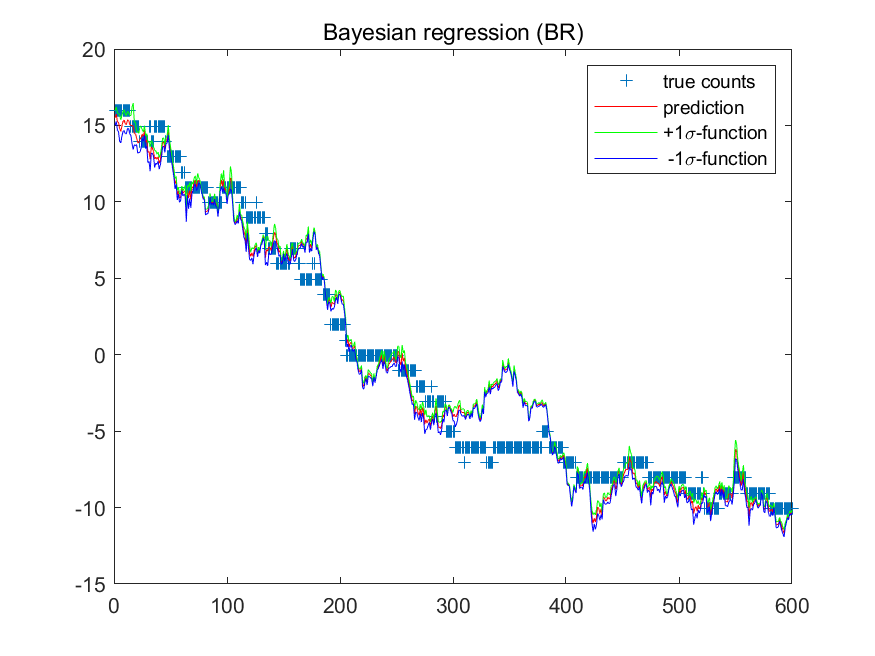 Bayesian regression (BR)
true counts
prediction
+1σ-function
-1σ-function
20
15
10
5
0
-5
-10
-15
0 100 200 300 400 500 600